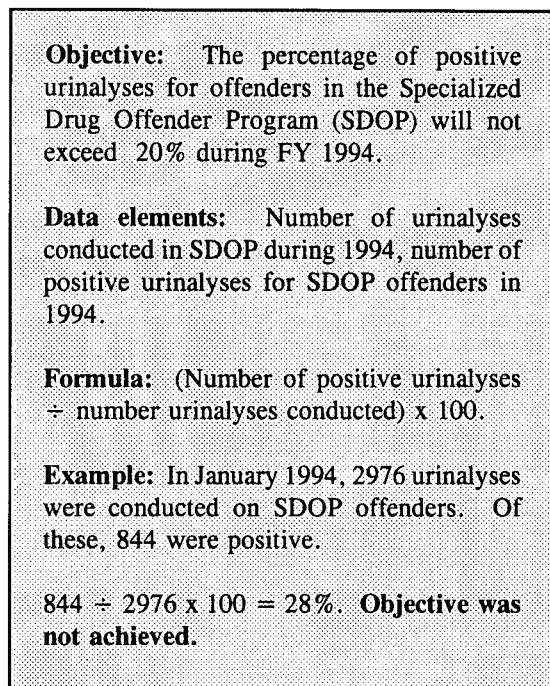 Objective: The percentage of positive
urinalyses for offenders in the Specialized
Drug Offender Program (SDOP) will not
exceed 20% during FY 1994.
Data elements: Number of urinalyses
conducted in SDOP during 1994, number of
positive urinalyses for SDOP offenders in
1994.
Formula: (Number of positive urinalyses
÷ number urinalyses conducted) x 100.
Example: In January 1994, 2976 urinalyses
were conducted on SDOP offenders. Of
these, 844 were positive.
844 ÷ 2976 x 100 = 28%. Objective was
not achieved.